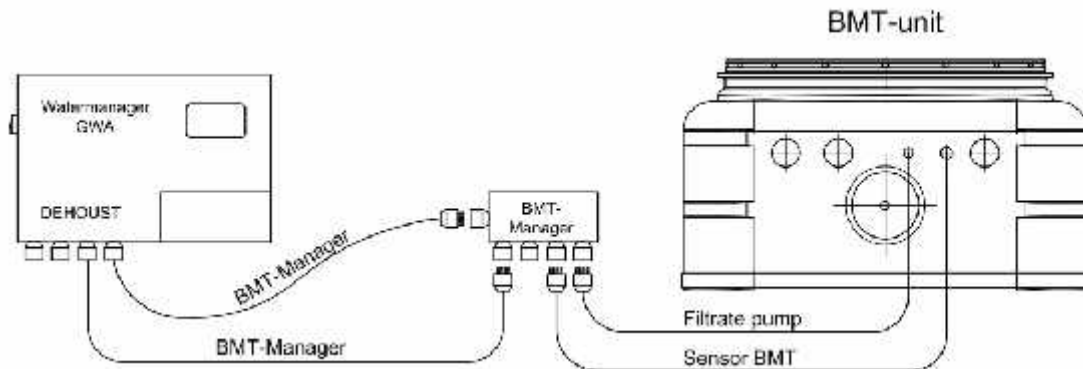 BMT-unit
Watermanager
GWA
DEHOUST
BMT-
Manager
BMT-Manager
BMT-Manager
Filtrate pump
Sensor BMT